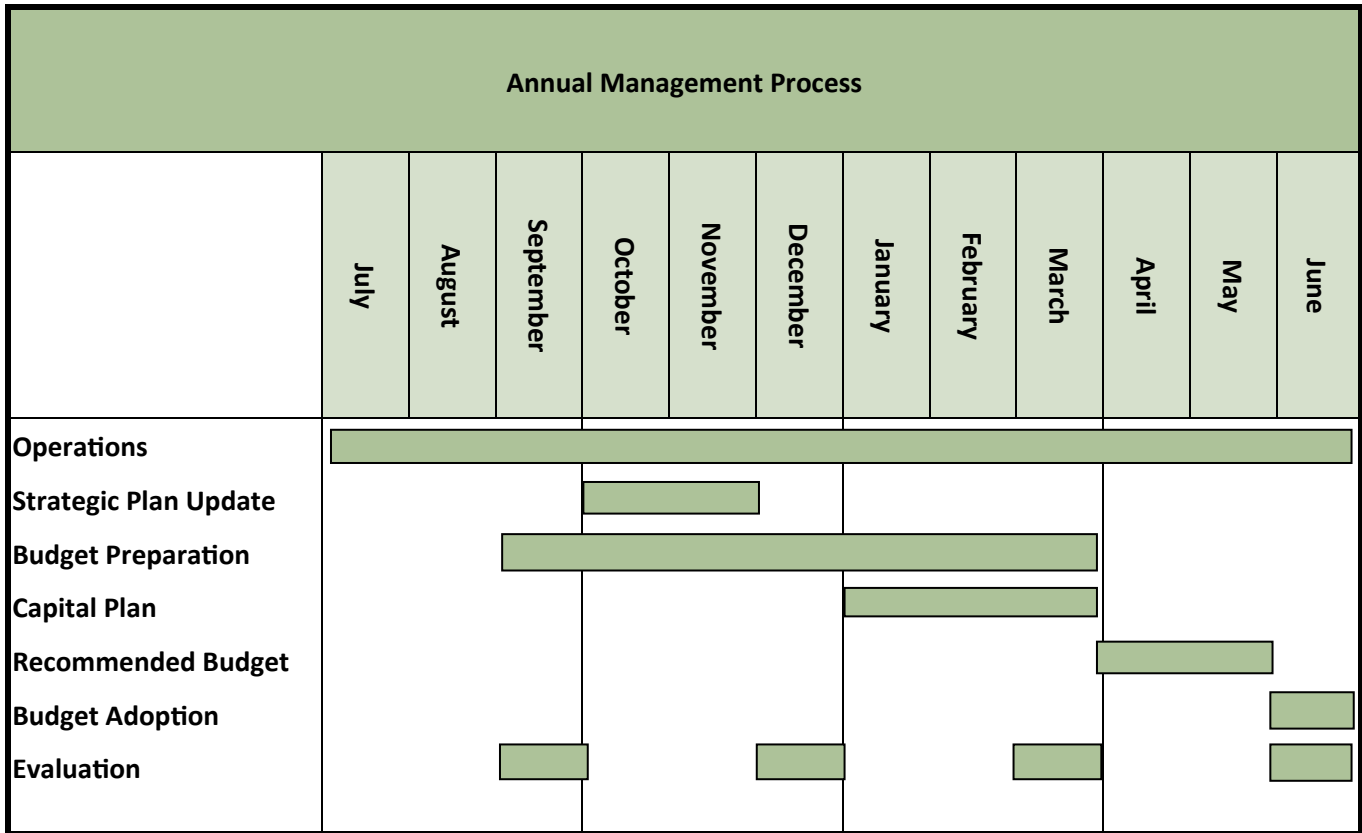 Annual Management Process
July
August
September
October
November
December
January
February
March
April
May
June
Operations
Strategic Plan Update
Budget Preparation
Capital Plan
Recommended Budget
Budget Adoption
Evaluation